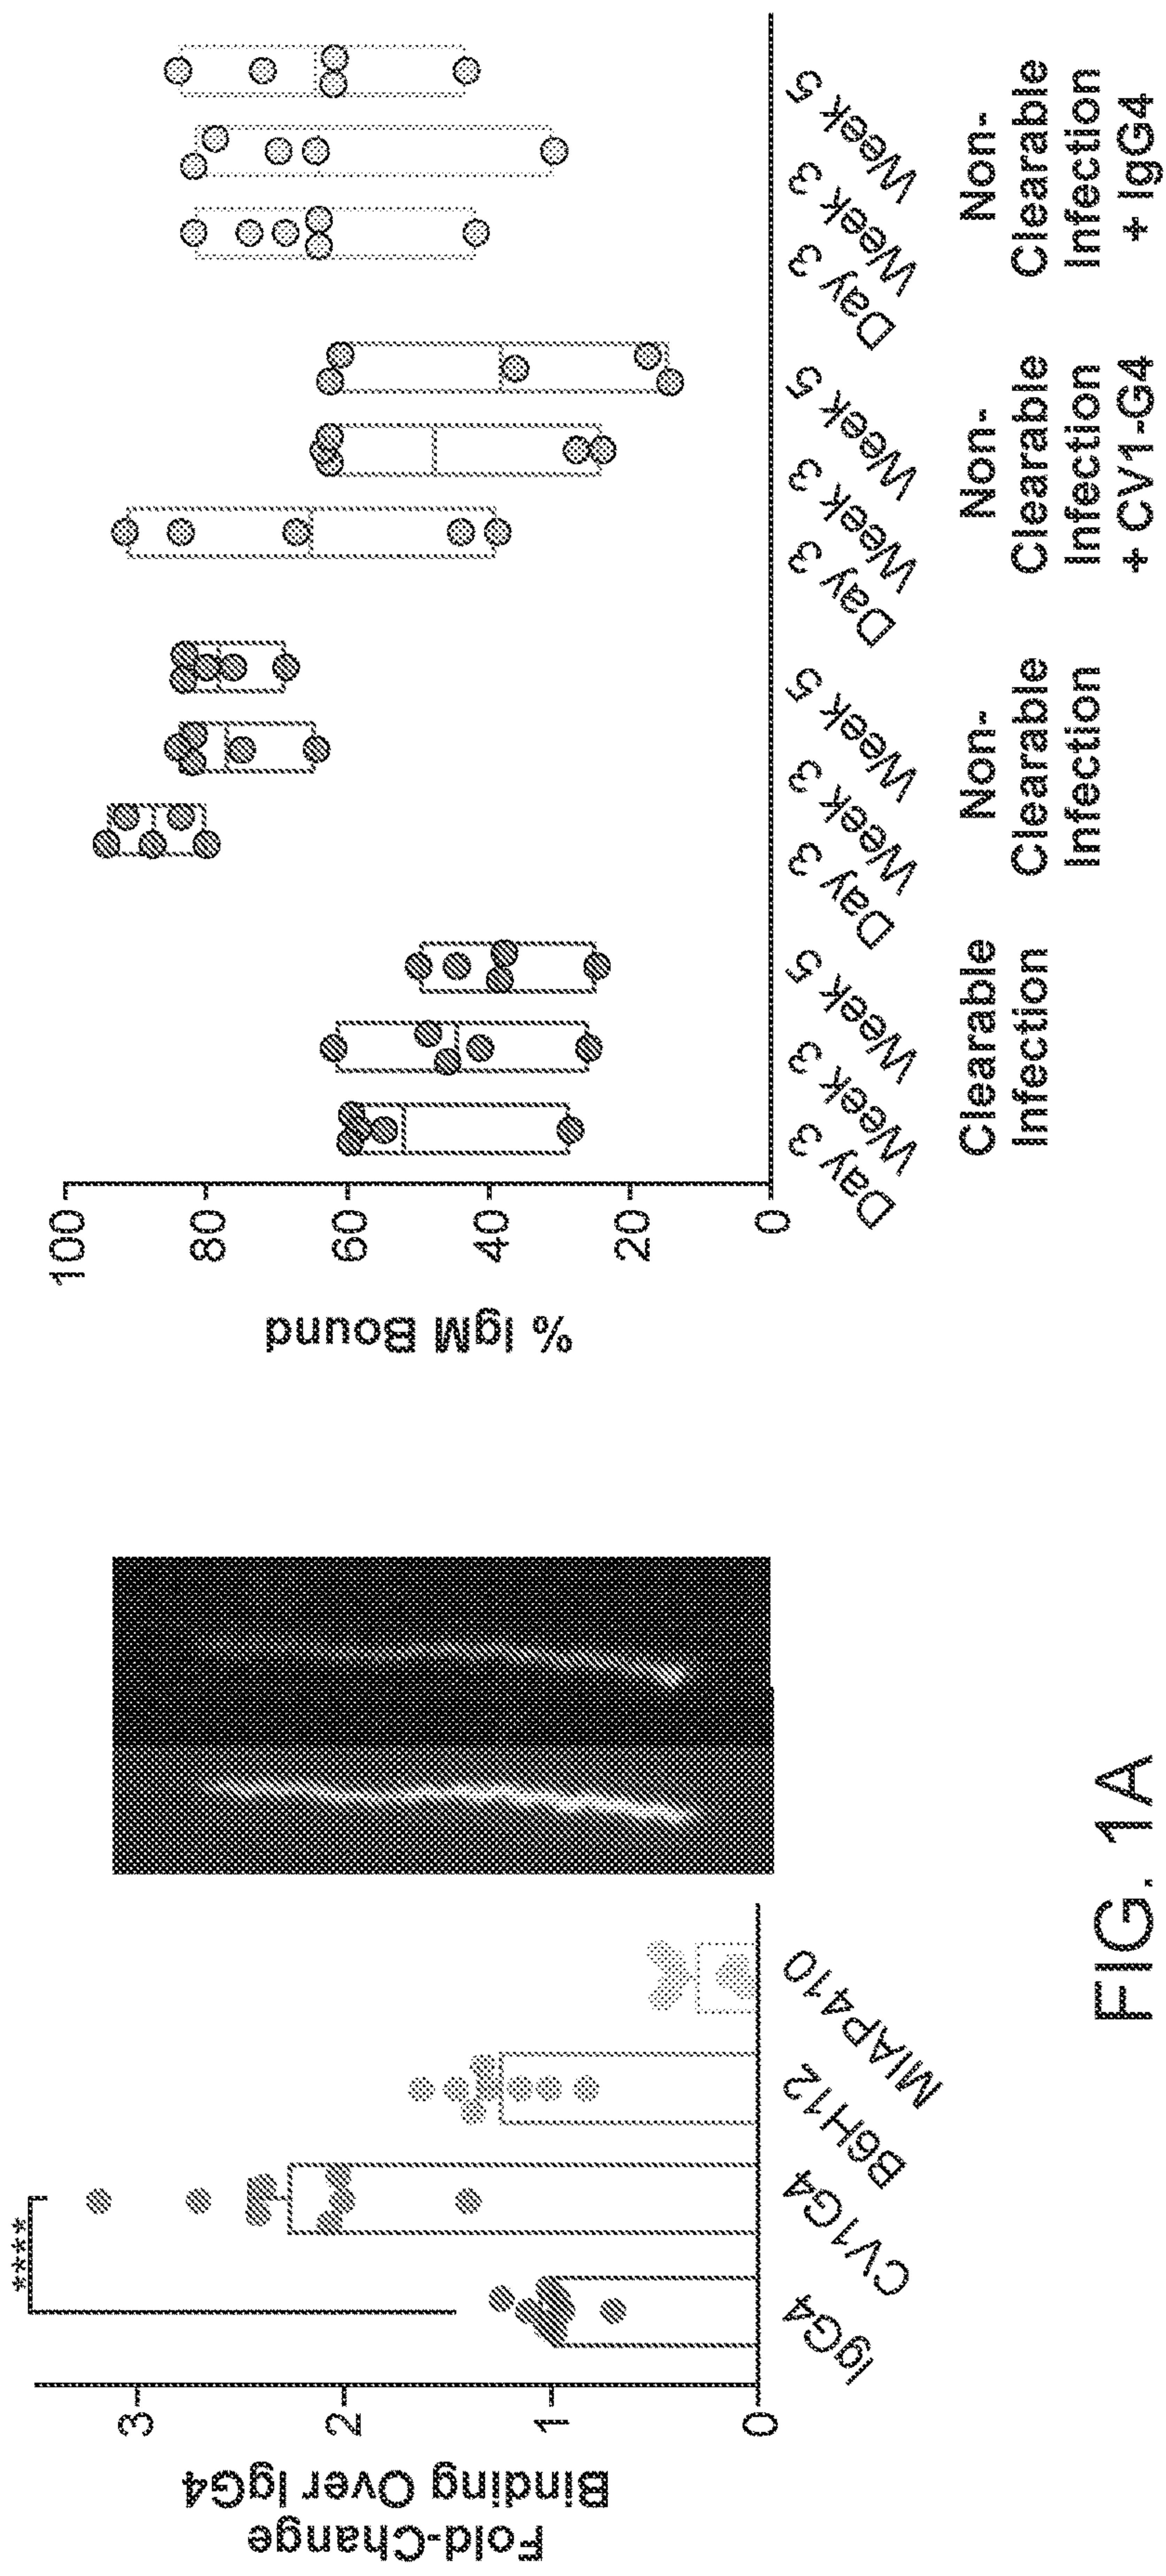 Fold-Change
Binding Over IgG4
3
2
1
0
****
IgG4
CV1G4
B6H12
MIAP410
% IgM Bound
100
80
60
40
20
0
Day 3
Week 3
Week 5
Day 3
Week 3
Week 5
Day 3
Week 3
Week 5
Day 3
Week 3
Week 5
Clearable
Infection
Non-
Clearable
Infection
Non-
Clearable
Infection
+ CV1-G4
Non-
Clearable
Infection
+ IgG4
FIG. 1A